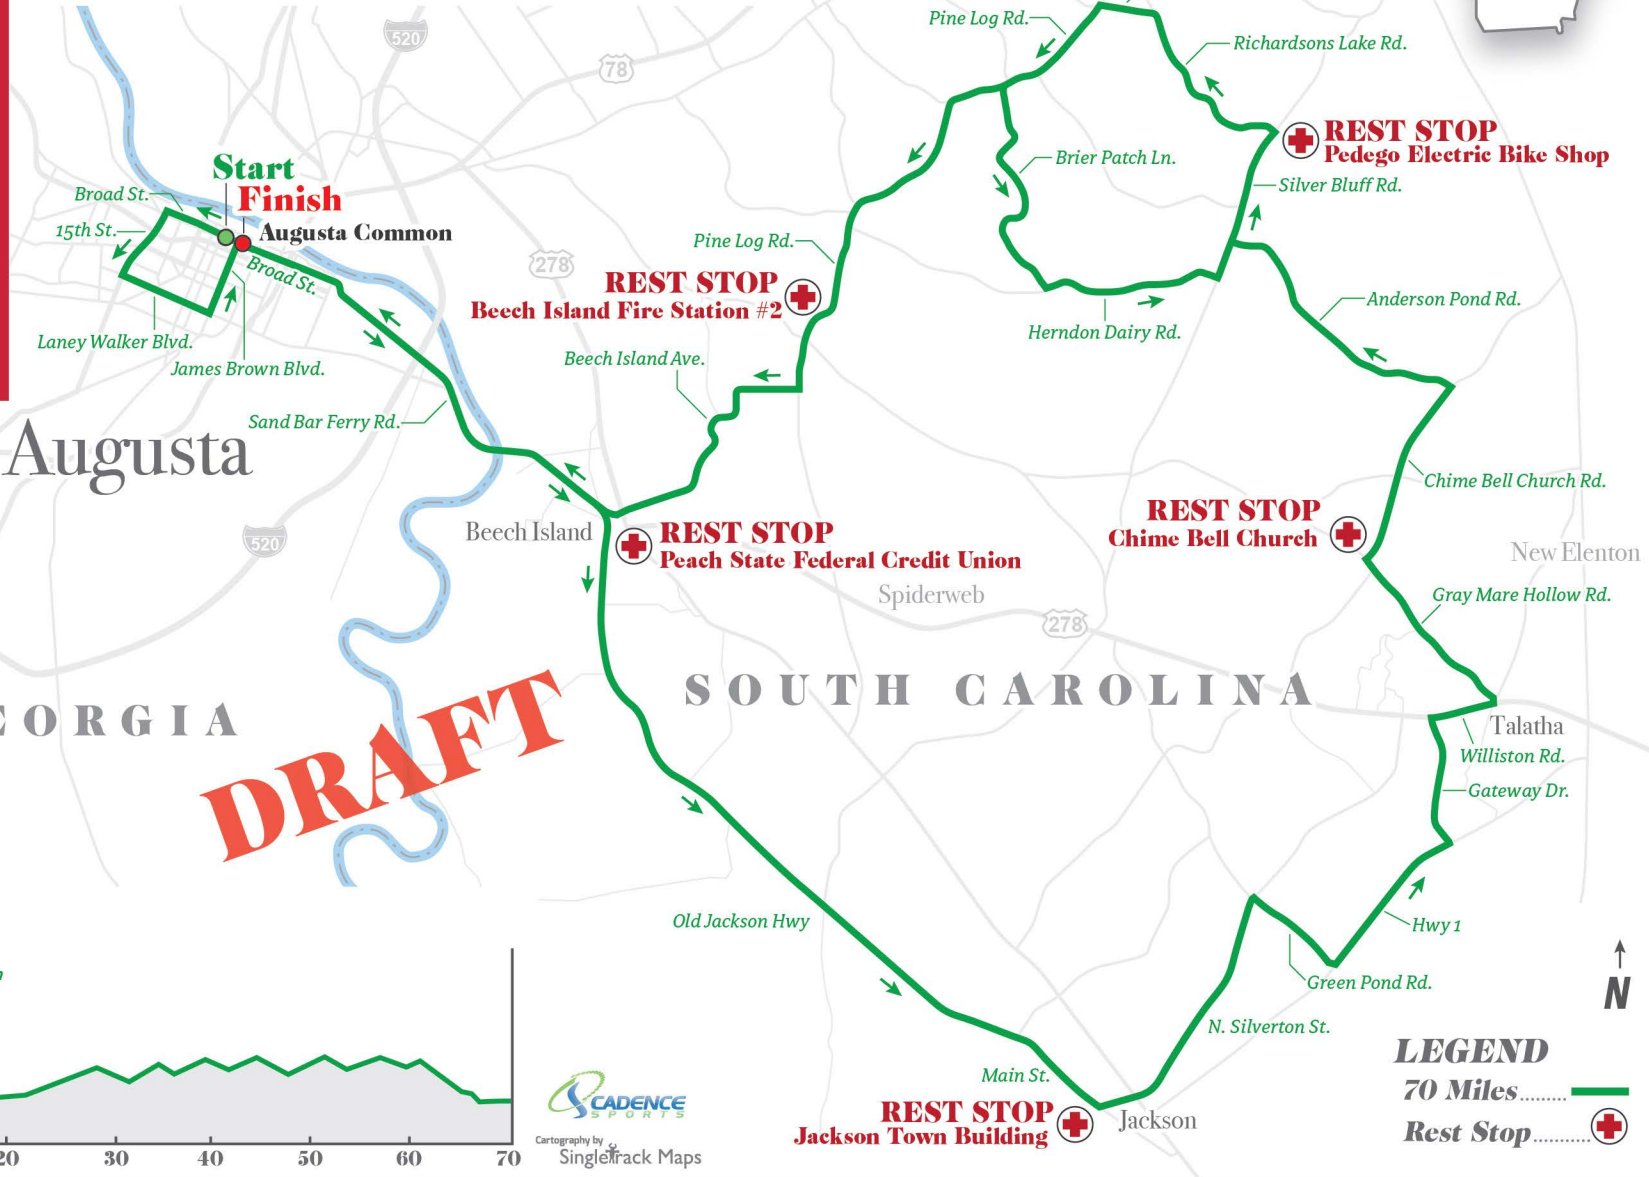 Pine Log Rd.
Richardsons Lake Rd.
520
78
REST STOP
Pedego Electric Bike Shop
Brier Patch Ln.
Silver Bluff Rd.
Start
Finish
Broad St.
15th St.
Augusta Common
Broad St.
Pine Log Rd.
278
REST STOP
Beech Island Fire Station #2
Anderson Pond Rd.
Herndon Dairy Rd.
Laney Walker Blvd.
James Brown Blvd.
Beech Island Ave.
Sand Bar Ferry Rd.
Augusta
Chime Bell Church Rd.
REST STOP
Chime Bell Church
520
Beech Island
REST STOP
Peach State Federal Credit Union
New Elenton
Spiderweb
278
Gray Mare Hollow Rd.
SOUTH CAROLINA
EORGIA
DRAFT
Talatha
Williston Rd.
Gateway Dr.
Old Jackson Hwy
Hwy 1
Green Pond Rd.
N
N. Silverton St.
Main St.
REST STOP
Jackson Town Building
Jackson
LEGEND
70 Miles
Rest Stop
CADENCE
SPORTS
Cartography by
Singletrack Maps
20 30 40 50 60 70